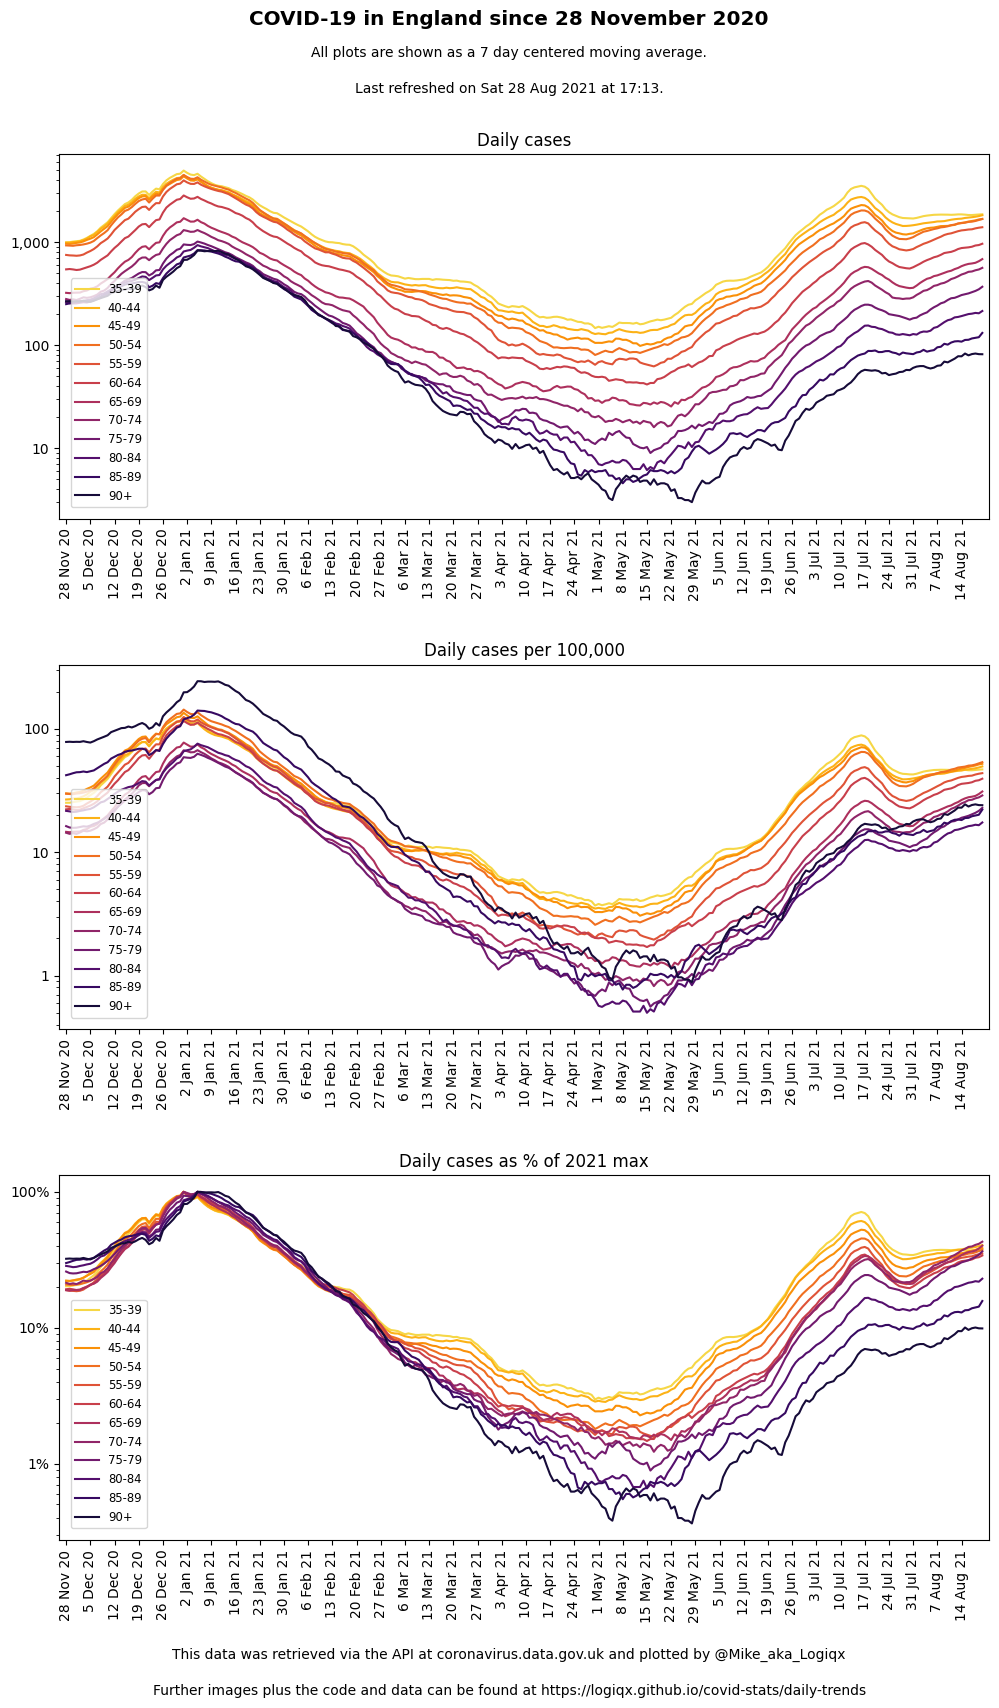 COVID-19 in England since 28 November 2020
All plots are shown as a 7 day centered moving average.
Last refreshed on Sat 28 Aug 2021 at 17:13.
Daily cases
1,000
100
10
35-39
40-44
45-49
50-54
55-59
60-64
65-69
70-74
75-79
80-84
85-89
90+
28 Nov 20
5 Dec 20
12 Dec 20
19 Dec 20
26 Dec 20
2 Jan 21
9 Jan 21
16 Jan 21
23 Jan 21
30 Jan 21
6 Feb 21
13 Feb 21
20 Feb 21
27 Feb 21
6 Mar 21
13 Mar 21
20 Mar 21
27 Mar 21
3 Apr 21
10 Apr 21
17 Apr 21
24 Apr 21
1 May 21
8 May 21
15 May 21
22 May 21
29 May 21
5 Jun 21
12 Jun 21
19 Jun 21
26 Jun 21
3 Jul 21
10 Jul 21
17 Jul 21
24 Jul 21
31 Jul 21
7 Aug 21
14 Aug 21
Daily cases per 100,000
100
10
1
35-39
40-44
45-49
50-54
55-59
60-64
65-69
70-74
75-79
80-84
85-89
90+
28 Nov 20
5 Dec 20
12 Dec 20
19 Dec 20
26 Dec 20
2 Jan 21
9 Jan 21
16 Jan 21
23 Jan 21
30 Jan 21
6 Feb 21
13 Feb 21
20 Feb 21
27 Feb 21
6 Mar 21
13 Mar 21
20 Mar 21
27 Mar 21
3 Apr 21
10 Apr 21
17 Apr 21
24 Apr 21
1 May 21
8 May 21
15 May 21
22 May 21
29 May 21
5 Jun 21
12 Jun 21
19 Jun 21
26 Jun 21
3 Jul 21
10 Jul 21
17 Jul 21
24 Jul 21
31 Jul 21
7 Aug 21
14 Aug 21
Daily cases as % of 2021 max
100%
10%
1%
35-39
40-44
45-49
50-54
55-59
60-64
65-69
70-74
75-79
80-84
85-89
90+
28 Nov 20
5 Dec 20
12 Dec 20
19 Dec 20
26 Dec 20
2 Jan 21
9 Jan 21
16 Jan 21
23 Jan 21
30 Jan 21
6 Feb 21
13 Feb 21
20 Feb 21
27 Feb 21
6 Mar 21
13 Mar 21
20 Mar 21
27 Mar 21
3 Apr 21
10 Apr 21
17 Apr 21
24 Apr 21
1 May 21
8 May 21
15 May 21
22 May 21
29 May 21
5 Jun 21
12 Jun 21
19 Jun 21
26 Jun 21
3 Jul 21
10 Jul 21
17 Jul 21
24 Jul 21
31 Jul 21
7 Aug 21
14 Aug 21
This data was retrieved via the API at coronavirus.data.gov.uk and plotted by @Mike_aka_Logiqx
Further images plus the code and data can be found at https://logiqx.github.io/covid-stats/daily-trends